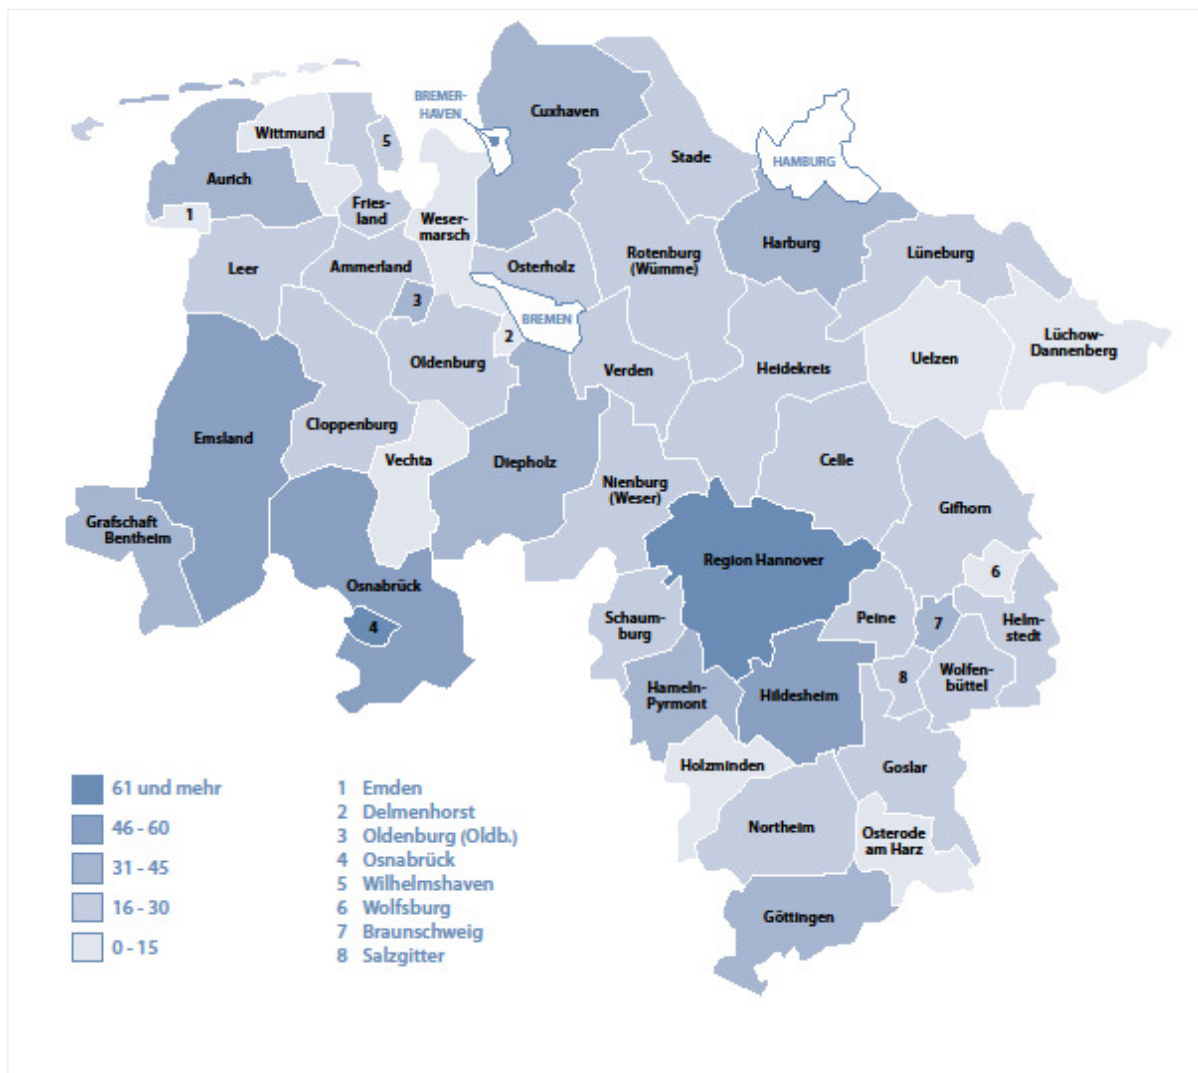 BREMER-
HAVEN
Cuxhaven
Wittmund
5
Stade
HAMBURG
Aurich
1
Fries-
land
Weser-
marsch
Harburg
Lüneburg
Leer
Ammerland
Osterholz
Rotenburg
(Wümme)
3
BREMEN
2
Oldenburg
Verden
Heidekreis
Uelzen
Lüchow-
Dannenberg
Emsland
Cloppenburg
Vechta
Diepholz
Celle
Nienburg
(Weser)
Gifhorn
Grafschaft
Bentheim
Region Hannover
6
Osnabrück
4
Schaum-
burg
Peine
7
Helm-
stedt
8
Wolfen-
büttel
Hameln-
Pyrmont
Hildesheim
Holzminden
Goslar
Northeim
Osterode
am Harz
Göttingen
61 und mehr
46 - 60
31 - 45
16 - 30
0 - 15
1 Emden
2 Delmenhorst
3 Oldenburg (Oldb.)
4 Osnabrück
5 Wilhelmshaven
6 Wolfsburg
7 Braunschweig
8 Salzgitter